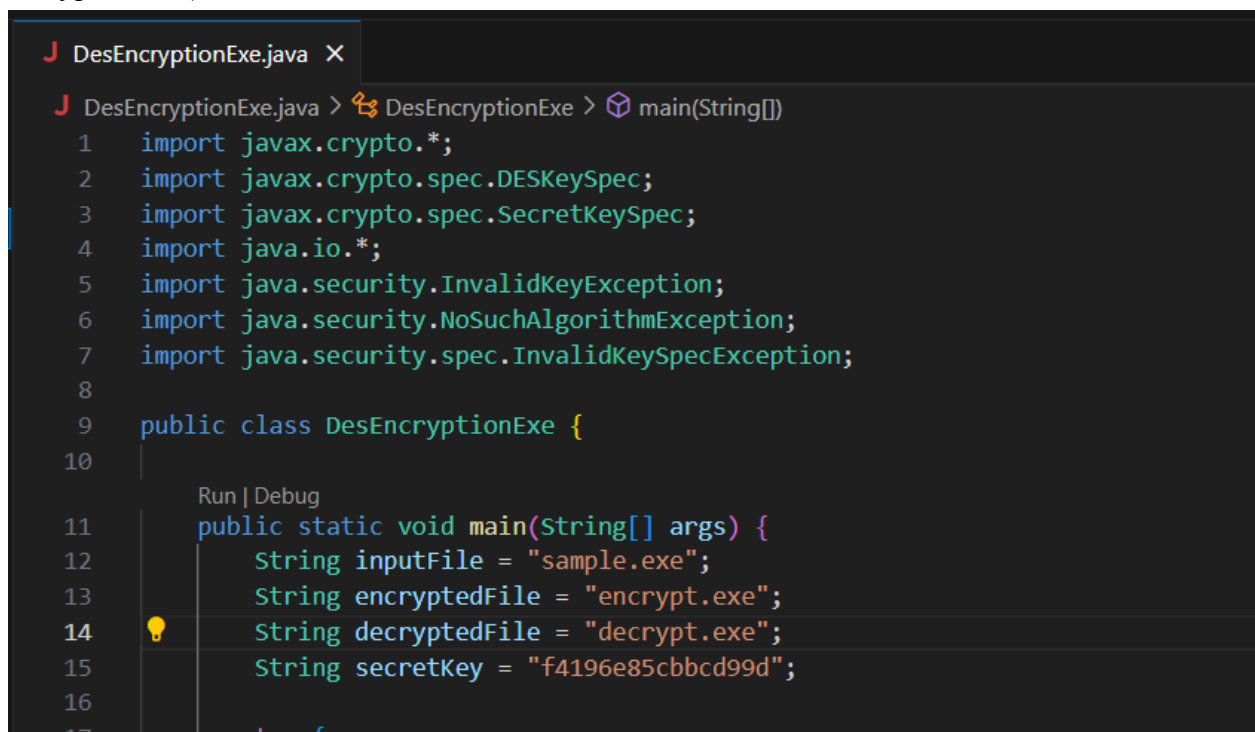 J DesEncryptionExe.java ×
J DesEncryptionExe.java > DesEncryptionExe > main(String[])
1 import javax.crypto.*;
2 import javax.crypto.spec.DESKeySpec;
3 import javax.crypto.spec.SecretKeySpec;
4 import java.io.*;
5 import java.security.InvalidKeyException;
6 import java.security.NoSuchAlgorithmException;
7 import java.security.spec.InvalidKeySpecException;
8
9 public class DesEncryptionExe {
10
Run | Debug
11 public static void main(String[] args) {
12 String inputFile = "sample.exe";
13 String encryptedFile = "encrypt.exe";
14 String decryptedFile = "decrypt.exe";
15 String secretKey = "f4196e85cbbcd99d";
16